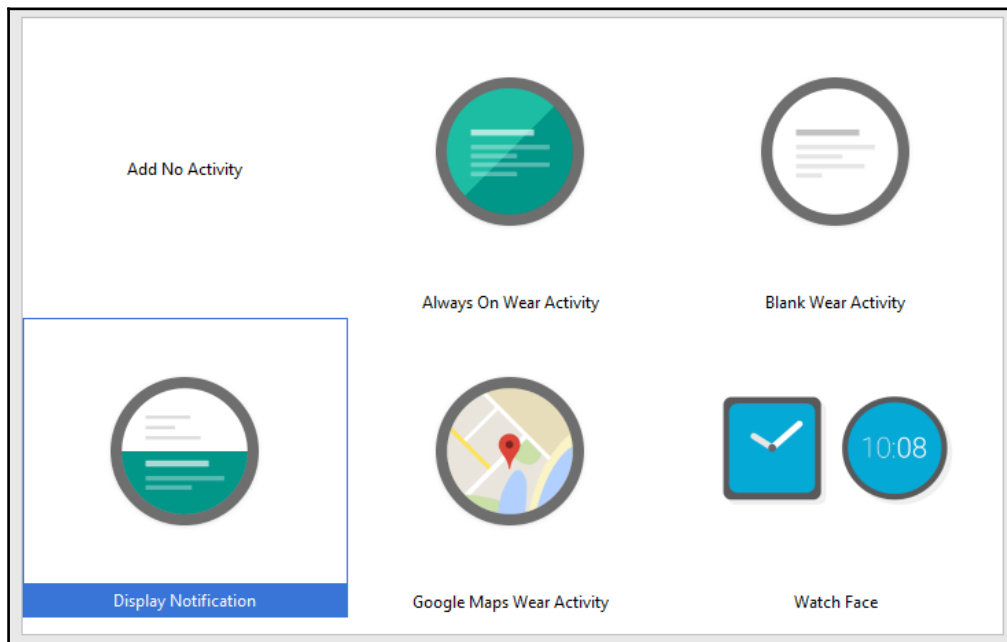 Add No Activity
Always On Wear Activity
Blank Wear Activity
10:08
Display Notification
Google Maps Wear Activity
Watch Face